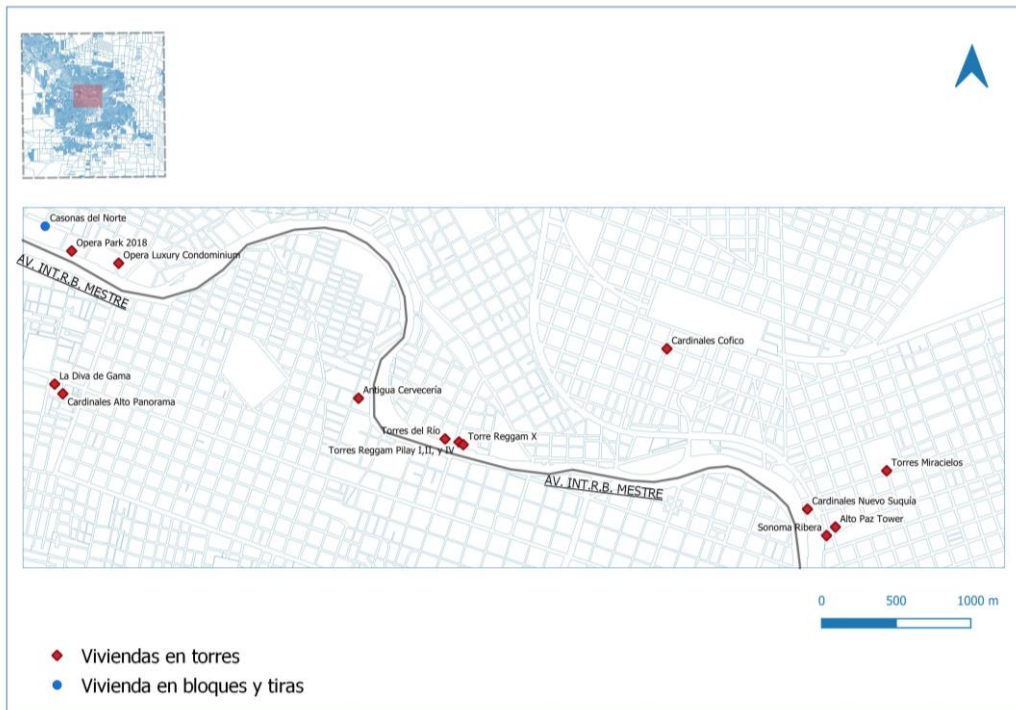 Casonas del Norte
Opera Park 2018
Opera Luxury Condominium
AV. INT.R.B. MESTRE
Cardinales Cofico
La Diva de Gama
Cardinales Alto Panorama
Antigua Cervecería
Torres del Río
Torre Reggam X
Torres Reggam Pilay I,II, y IV
Torres Miracielos
AV. INT.R.B. MESTRE
Cardinales Nuevo Suquía
Alto Paz Tower
Sonoma Ribera
0 500 1000 m
Viviendas en torres
Vivienda en bloques y tiras